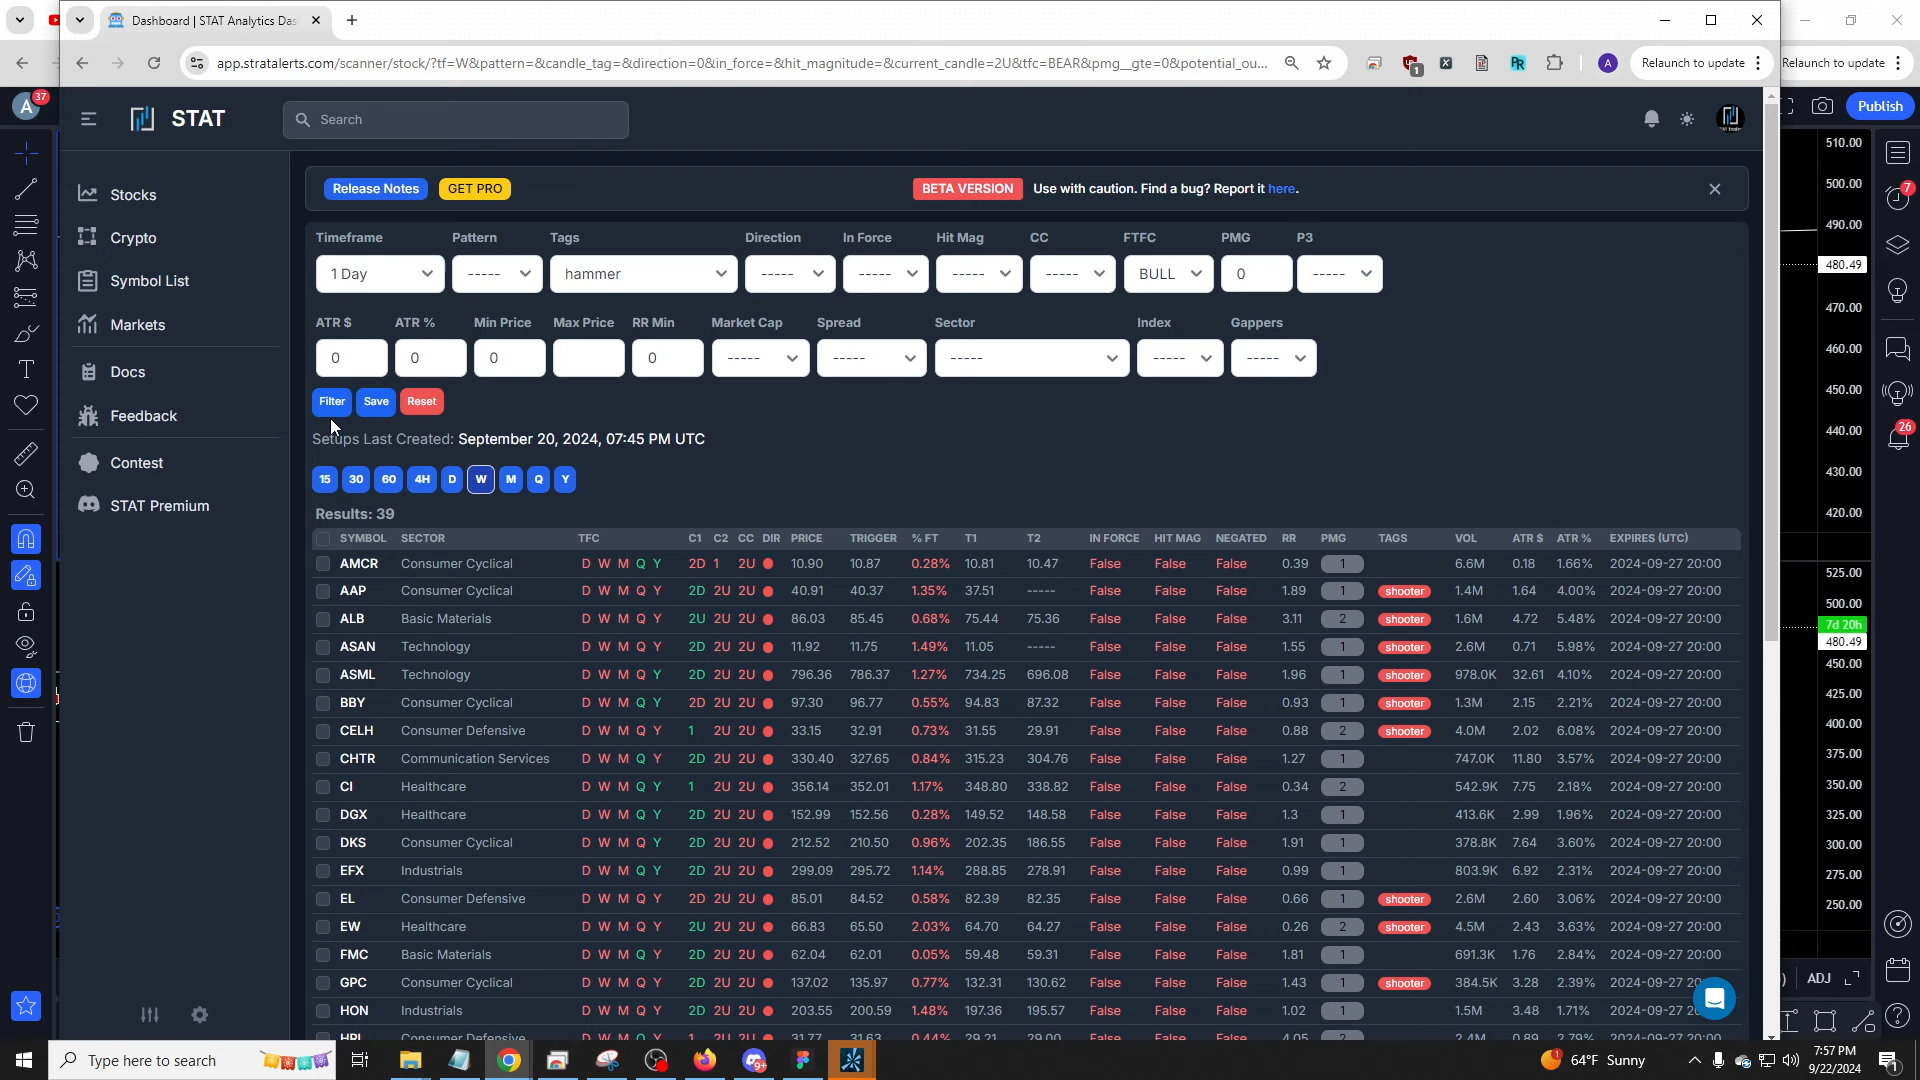 Dashboard | STAT Analytics Das
app.stratalerts.com/scanner/stock/?tf=W&pattern=&candle_tag=&direction=0&in_force=&hit_magnitude=&current_candle=2U&tfc=BEAR&pmg__gte=0&potential_ou...
1
A
Relaunch to update
Relaunch to update
A 37
STAT
Search
Publish
Stocks
Crypto
Symbol List
Markets
Docs
Feedback
Contest
STAT Premium
Release Notes GET PRO BETA VERSION Use with caution. Find a bug? Report it here.
Timeframe Pattern Tags Direction In Force Hit Mag CC FTFC PMG P3
1 Day ----- hammer ----- ----- ----- ----- BULL 0 -----
ATR $ ATR % Min Price Max Price RR Min Market Cap Spread Sector Index Gappers
0 0 0 0 ----- ----- ----- ----- -----
Filter Save Reset
Setups Last Created: September 20, 2024, 07:45 PM UTC
15 30 60 4H D W M Q Y
Results: 39
SYMBOL SECTOR TFC C1 C2 CC DIR PRICE TRIGGER % FT T1 T2 IN FORCE HIT MAG NEGATED RR PMG TAGS VOL ATR $ ATR % EXPIRES (UTC)
AMCR Consumer Cyclical D W M Q Y 2D 1 2U 10.90 10.87 0.28% 10.81 10.47 False False False 0.39 1 6.6M 0.18 1.66% 2024-09-27 20:00
AAP Consumer Cyclical D W M Q Y 2D 2U 2U 40.91 40.37 1.35% 37.51 ----- False False False 1.89 1 shooter 1.4M 1.64 4.00% 2024-09-27 20:00
ALB Basic Materials D W M Q Y 2U 2U 2U 86.03 85.45 0.68% 75.44 75.36 False False False 3.11 2 shooter 1.6M 4.72 5.48% 2024-09-27 20:00
ASAN Technology D W M Q Y 2D 2U 2U 11.92 11.75 1.49% 11.05 ----- False False False 1.55 1 shooter 2.6M 0.71 5.98% 2024-09-27 20:00
ASML Technology D W M Q Y 2D 2U 2U 796.36 786.37 1.27% 734.25 696.08 False False False 1.96 1 shooter 978.0K 32.61 4.10% 2024-09-27 20:00
BBY Consumer Cyclical D W M Q Y 2D 2U 2U 97.30 96.77 0.55% 94.83 87.32 False False False 0.93 1 shooter 1.3M 2.15 2.21% 2024-09-27 20:00
CELH Consumer Defensive D W M Q Y 1 2U 2U 33.15 32.91 0.73% 31.55 29.91 False False False 0.88 2 shooter 4.0M 2.02 6.08% 2024-09-27 20:00
CHTR Communication Services D W M Q Y 2D 2U 2U 330.40 327.65 0.84% 315.23 304.76 False False False 1.27 1 747.0K 11.80 3.57% 2024-09-27 20:00
CI Healthcare D W M Q Y 1 2U 2U 356.14 352.01 1.17% 348.80 338.82 False False False 0.34 2 542.9K 7.75 2.18% 2024-09-27 20:00
DGX Healthcare D W M Q Y 2D 2U 2U 152.99 152.56 0.28% 149.52 148.58 False False False 1.3 1 413.6K 2.99 1.96% 2024-09-27 20:00
DKS Consumer Cyclical D W M Q Y 2D 2U 2U 212.52 210.50 0.96% 202.35 186.55 False False False 1.91 1 378.8K 7.64 3.60% 2024-09-27 20:00
EFX Industrials D W M Q Y 2D 2U 2U 299.09 295.72 1.14% 288.85 278.91 False False False 0.99 1 803.9K 6.92 2.31% 2024-09-27 20:00
EL Consumer Defensive D W M Q Y 2D 2U 2U 85.01 84.52 0.58% 82.39 82.35 False False False 0.66 1 shooter 2.6M 2.60 3.06% 2024-09-27 20:00
EW Healthcare D W M Q Y 2U 2U 2U 66.83 65.50 2.03% 64.70 64.27 False False False 0.26 2 shooter 4.5M 2.43 3.63% 2024-09-27 20:00
FMC Basic Materials D W M Q Y 2D 2U 2U 62.04 62.01 0.05% 59.48 59.31 False False False 1.81 1 691.3K 1.76 2.84% 2024-09-27 20:00
GPC Consumer Cyclical D W M Q Y 2D 2U 2U 137.02 135.97 0.77% 132.31 130.62 False False False 1.43 1 shooter 384.5K 3.28 2.39% 2024-09-27 20:00
HON Industrials D W M Q Y 2D 2U 2U 203.55 200.59 1.48% 197.36 195.57 False False False 1.02 1 1.5M 3.48 1.71% 2024-09-27
510.00
500.00
490.00
480.49
470.00
460.00
450.00
440.00
430.00
420.00
525.00
500.00
7d 20h
480.49
450.00
425.00
400.00
375.00
350.00
325.00
300.00
275.00
250.00
ADJ
7
26
Type here to search
9+
1
64°F Sunny
7:57 PM
9/22/2024
1